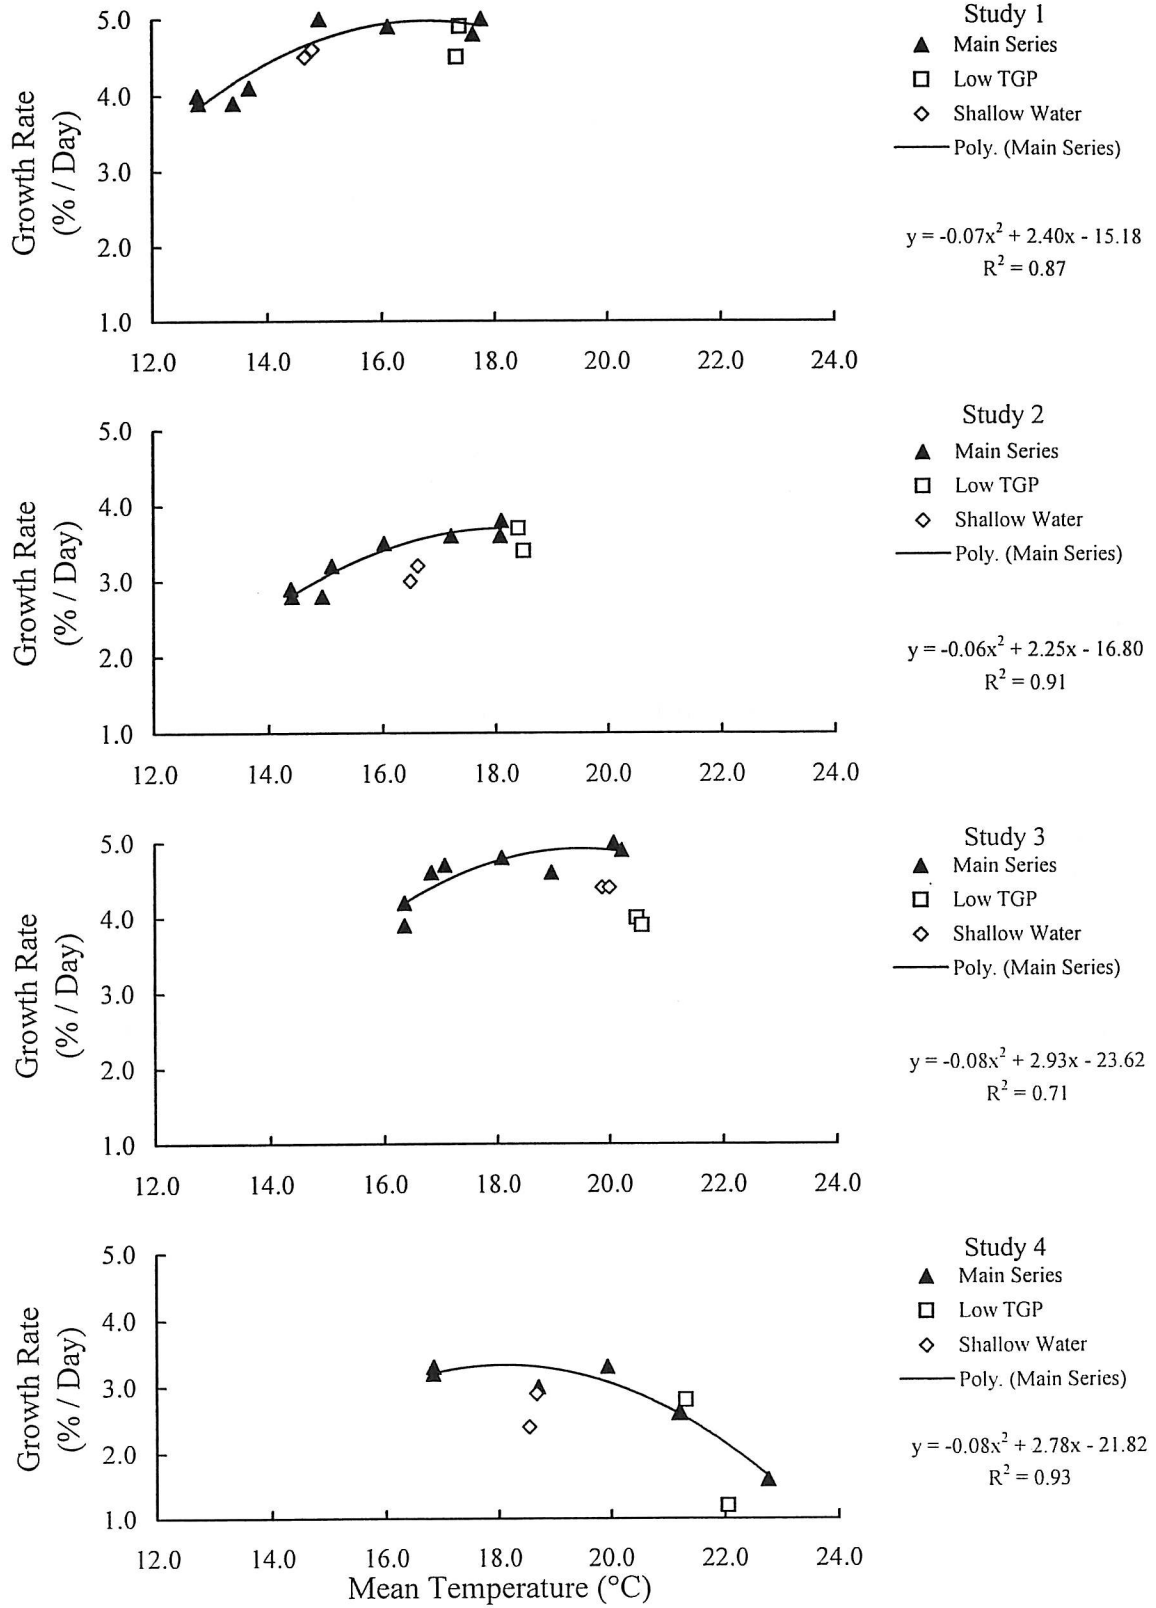 Study 1
5.0
4.0
3.0
2.0
1.0
Growth Rate
(% / Day)
12.0 14.0 16.0 18.0 20.0 22.0 24.0
Main Series
Low TGP
Shallow Water
Poly. (Main Series)
y = -0.07x² + 2.40x - 15.18
R² = 0.87
Study 2
5.0
4.0
3.0
2.0
1.0
Growth Rate
(% / Day)
12.0 14.0 16.0 18.0 20.0 22.0 24.0
Main Series
Low TGP
Shallow Water
Poly. (Main Series)
y = -0.06x² + 2.25x - 16.80
R² = 0.91
Study 3
5.0
4.0
3.0
2.0
1.0
Growth Rate
(% / Day)
12.0 14.0 16.0 18.0 20.0 22.0 24.0
Main Series
Low TGP
Shallow Water
Poly. (Main Series)
y = -0.08x² + 2.93x - 23.62
R² = 0.71
Study 4
5.0
4.0
3.0
2.0
1.0
Growth Rate
(% / Day)
12.0 14.0 16.0 18.0 20.0 22.0 24.0
Mean Temperature (°C)
Main Series
Low TGP
Shallow Water
Poly. (Main Series)
y = -0.08x² + 2.78x - 21.82
R² = 0.93